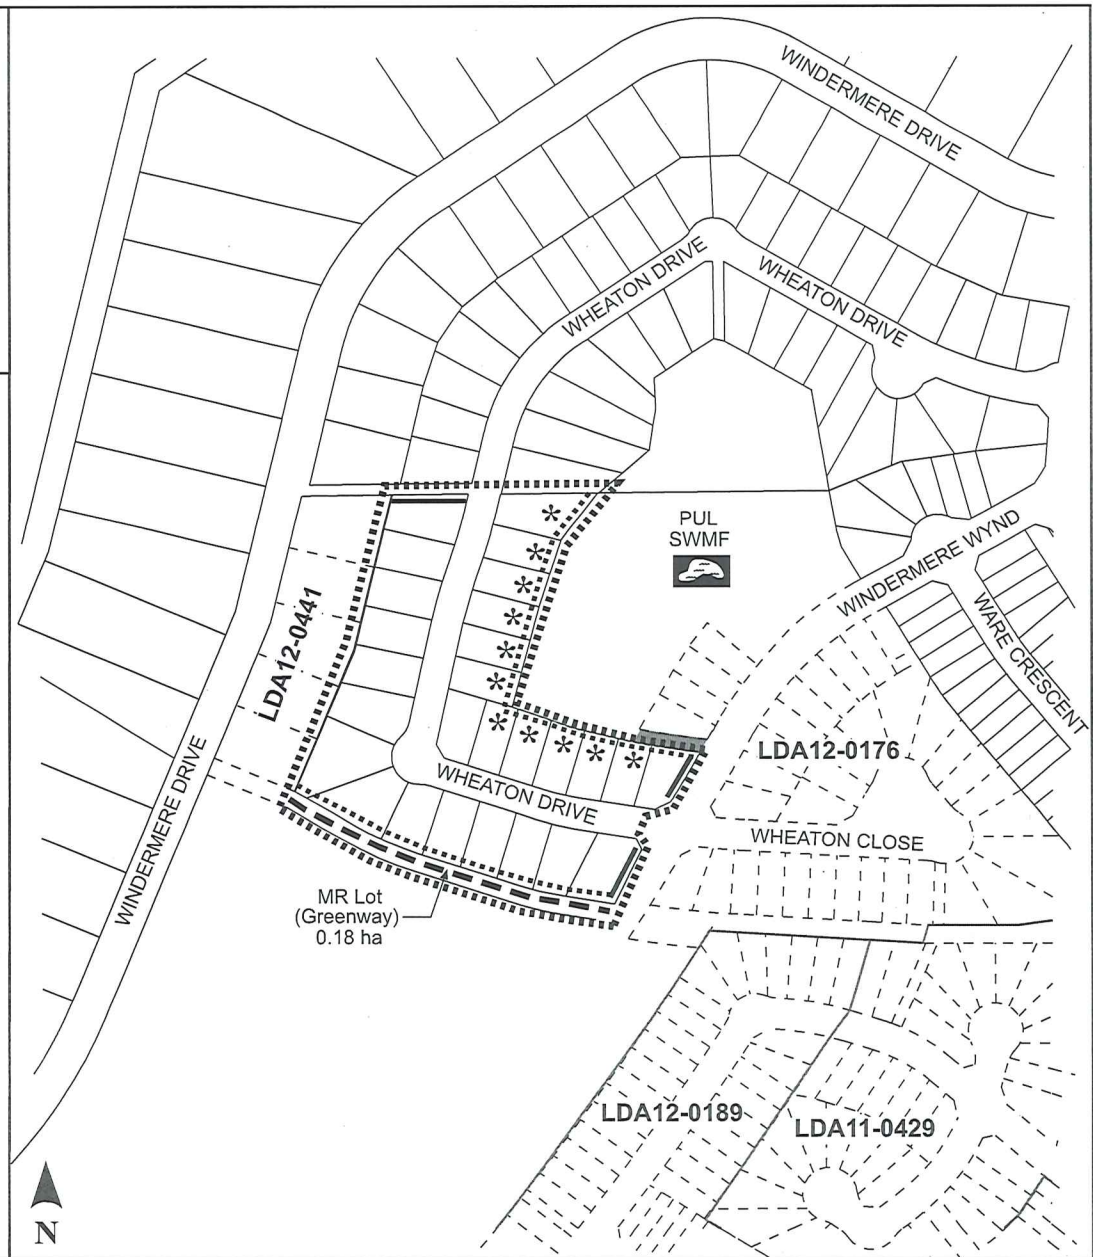 WINDERMERE DRIVE
WHEATON DRIVE
WHEATON DRIVE
PUL
SWMF
WINDERMERE WYND
WARE CRESCENT
LDA12-0441
LDA12-0176
WHEATON DRIVE
WINDERMERE DRIVE
WHEATON CLOSE
MR Lot
(Greenway)
0.18 ha
LDA12-0189
LDA11-0429
N